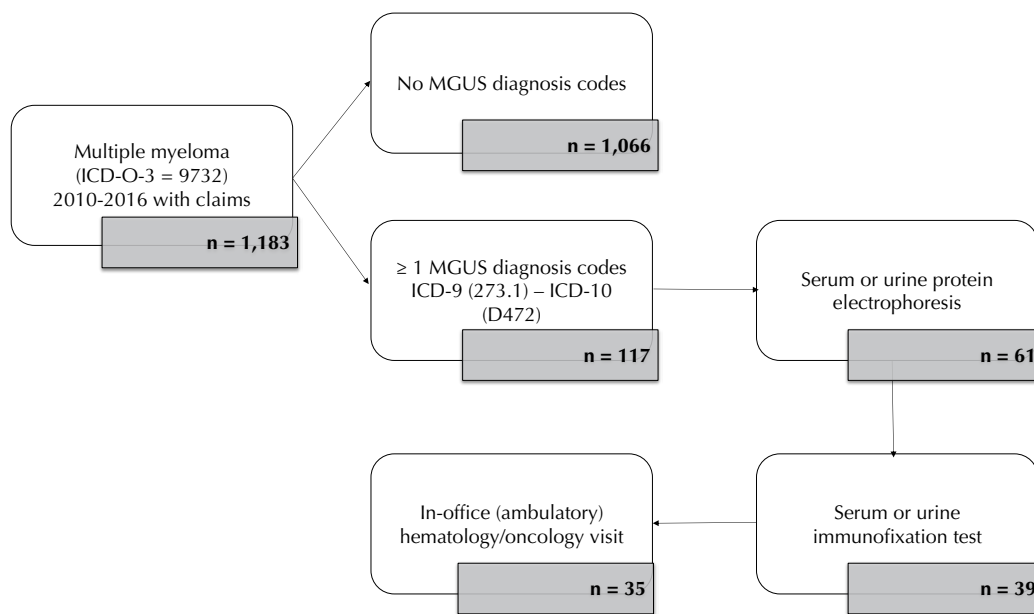 Multiple myeloma
(ICD-O-3 = 9732)
2010-2016 with claims
n = 1,183
No MGUS diagnosis codes
n = 1,066
≥ 1 MGUS diagnosis codes
ICD-9 (273.1) – ICD-10
(D472)
n = 117
Serum or urine protein
electrophoresis
n = 61
Serum or urine
immunofixation test
n = 39
In-office (ambulatory)
hematology/oncology visit
n = 35